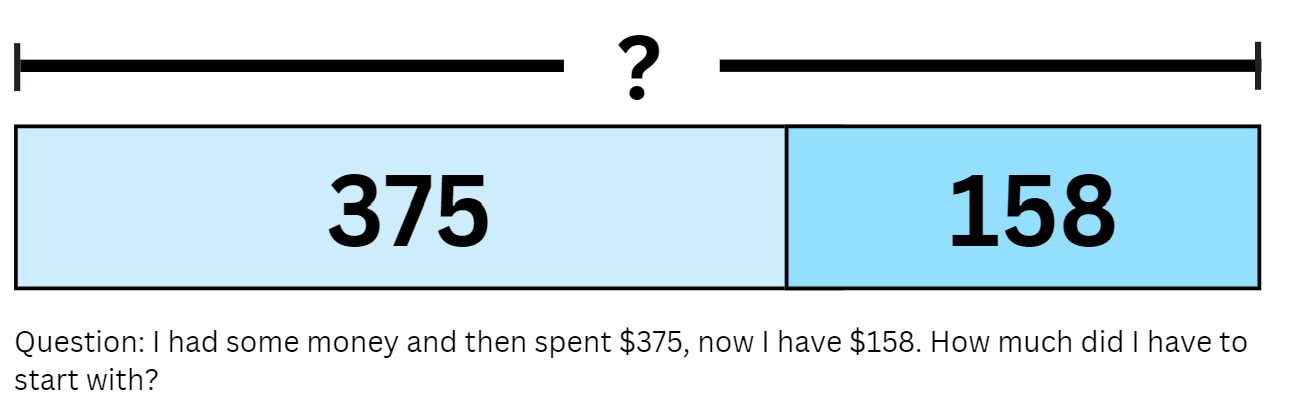 ?
375 158
Question: I had some money and then spent $375, now I have $158. How much did I have to
start with?